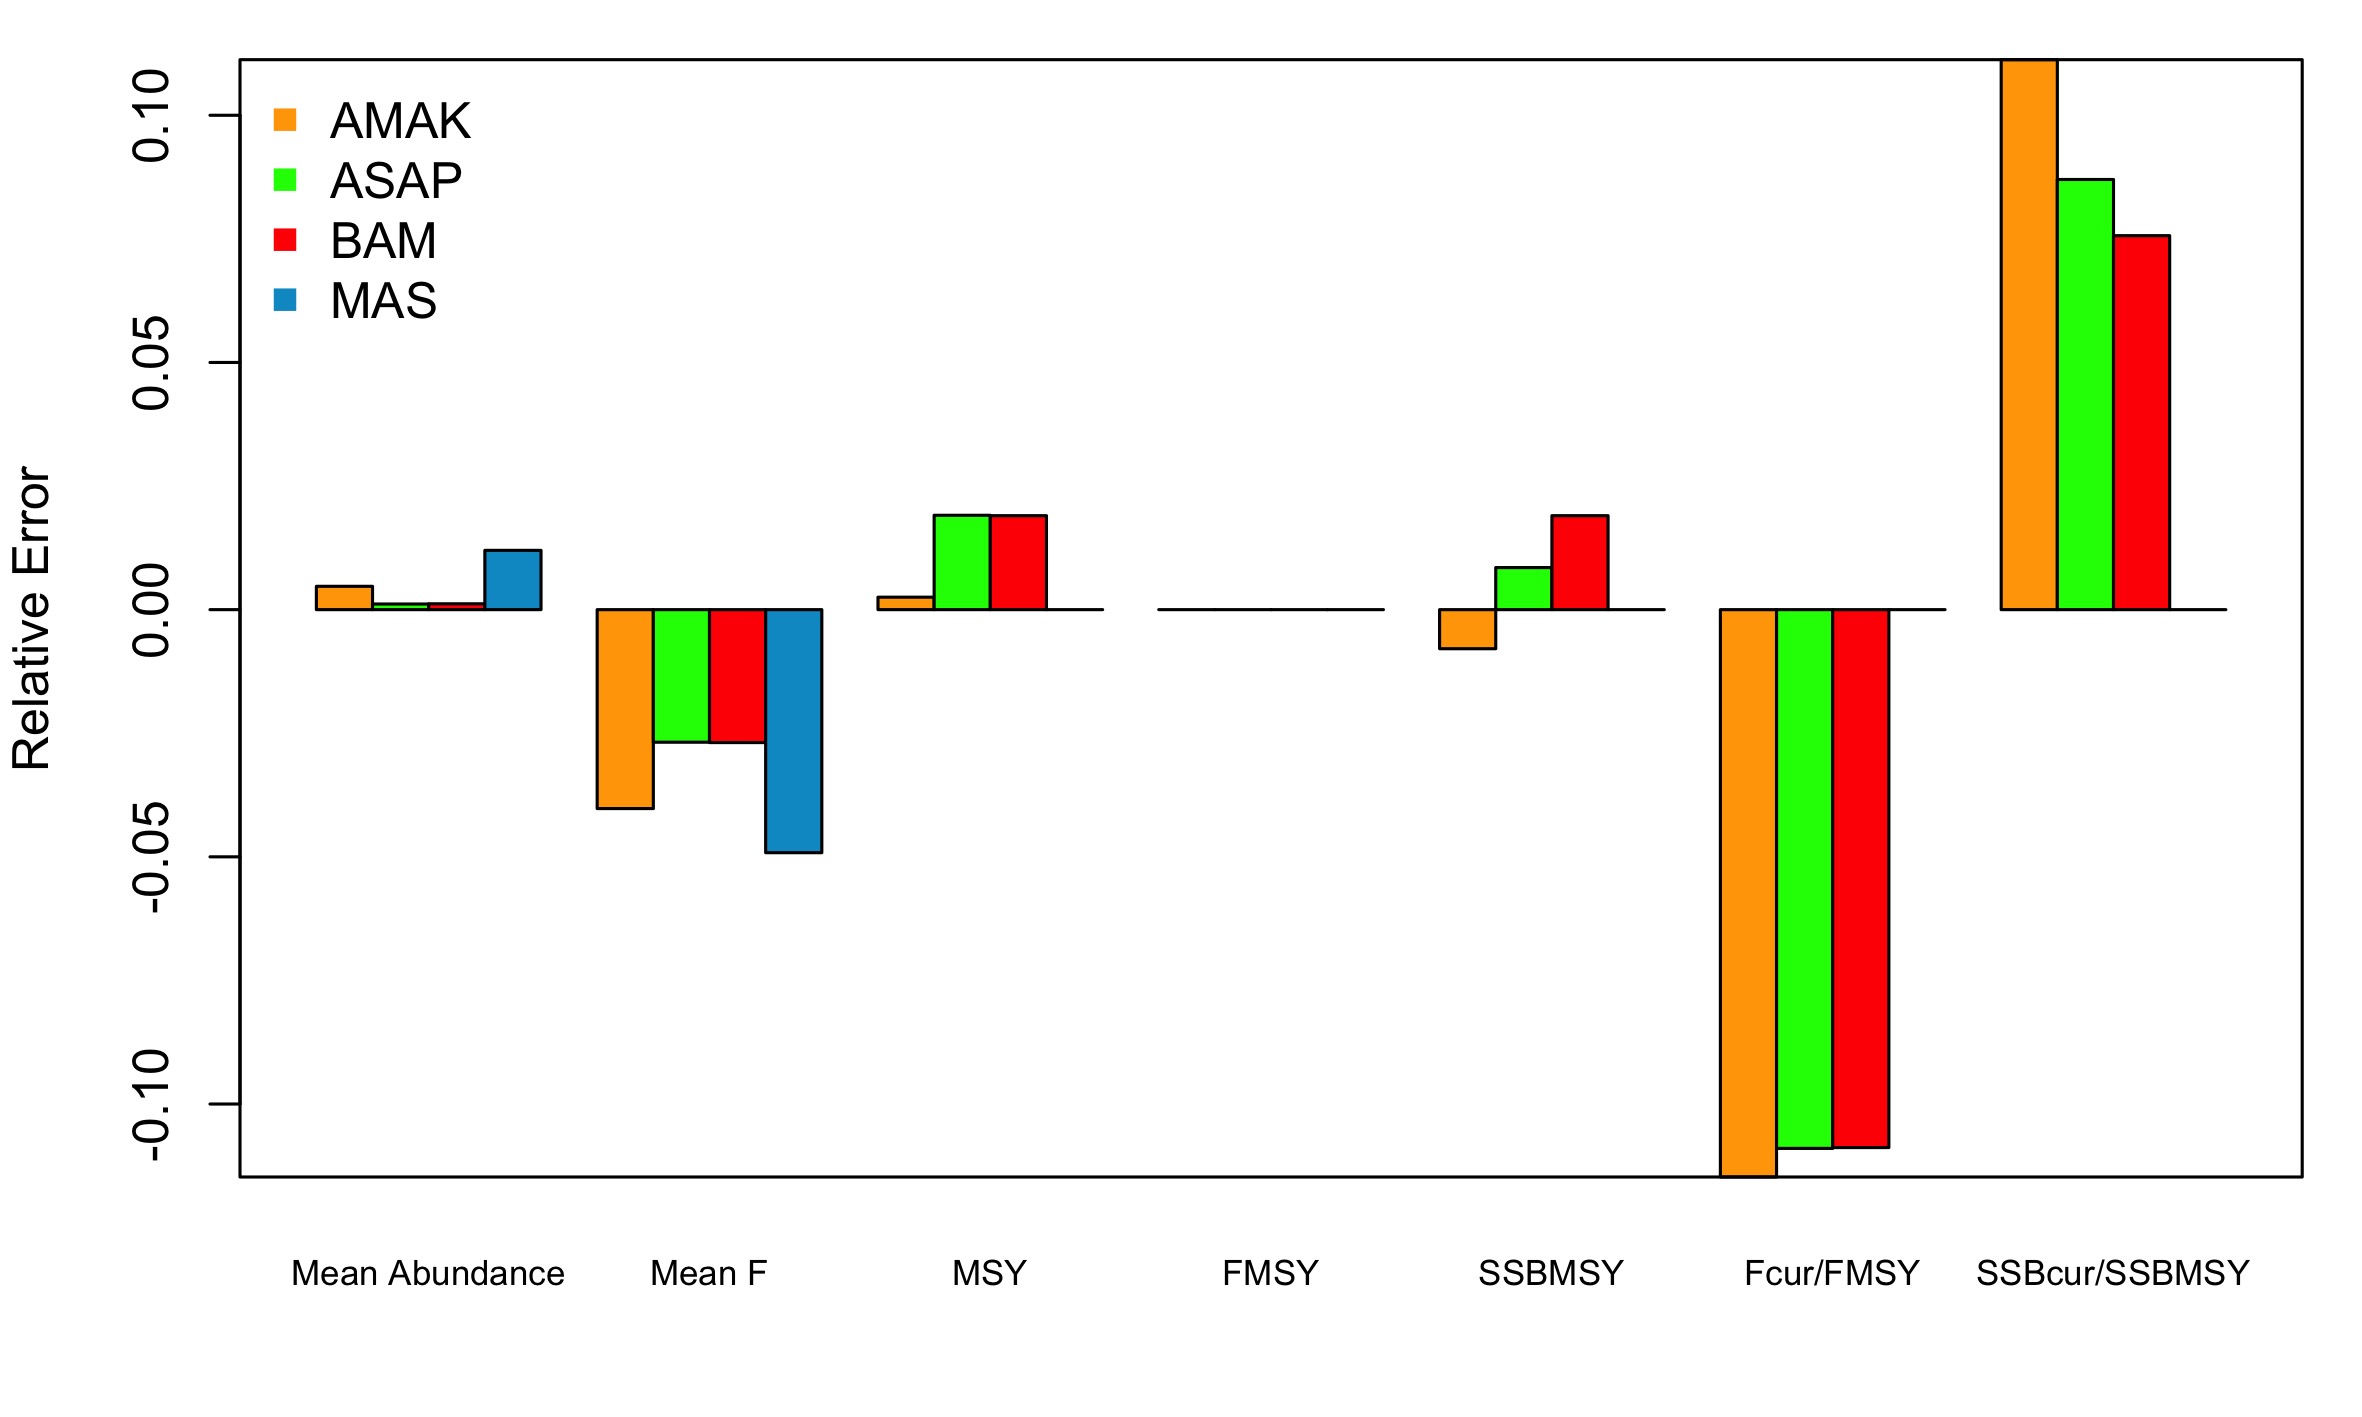 Relative Error
0.10
0.05
0.00
-0.05
-0.10
AMAK
ASAP
BAM
MAS
Mean Abundance
Mean F
MSY
FMSY
SSBMSY
Fcur/FMSY
SSBcur/SSBMSY